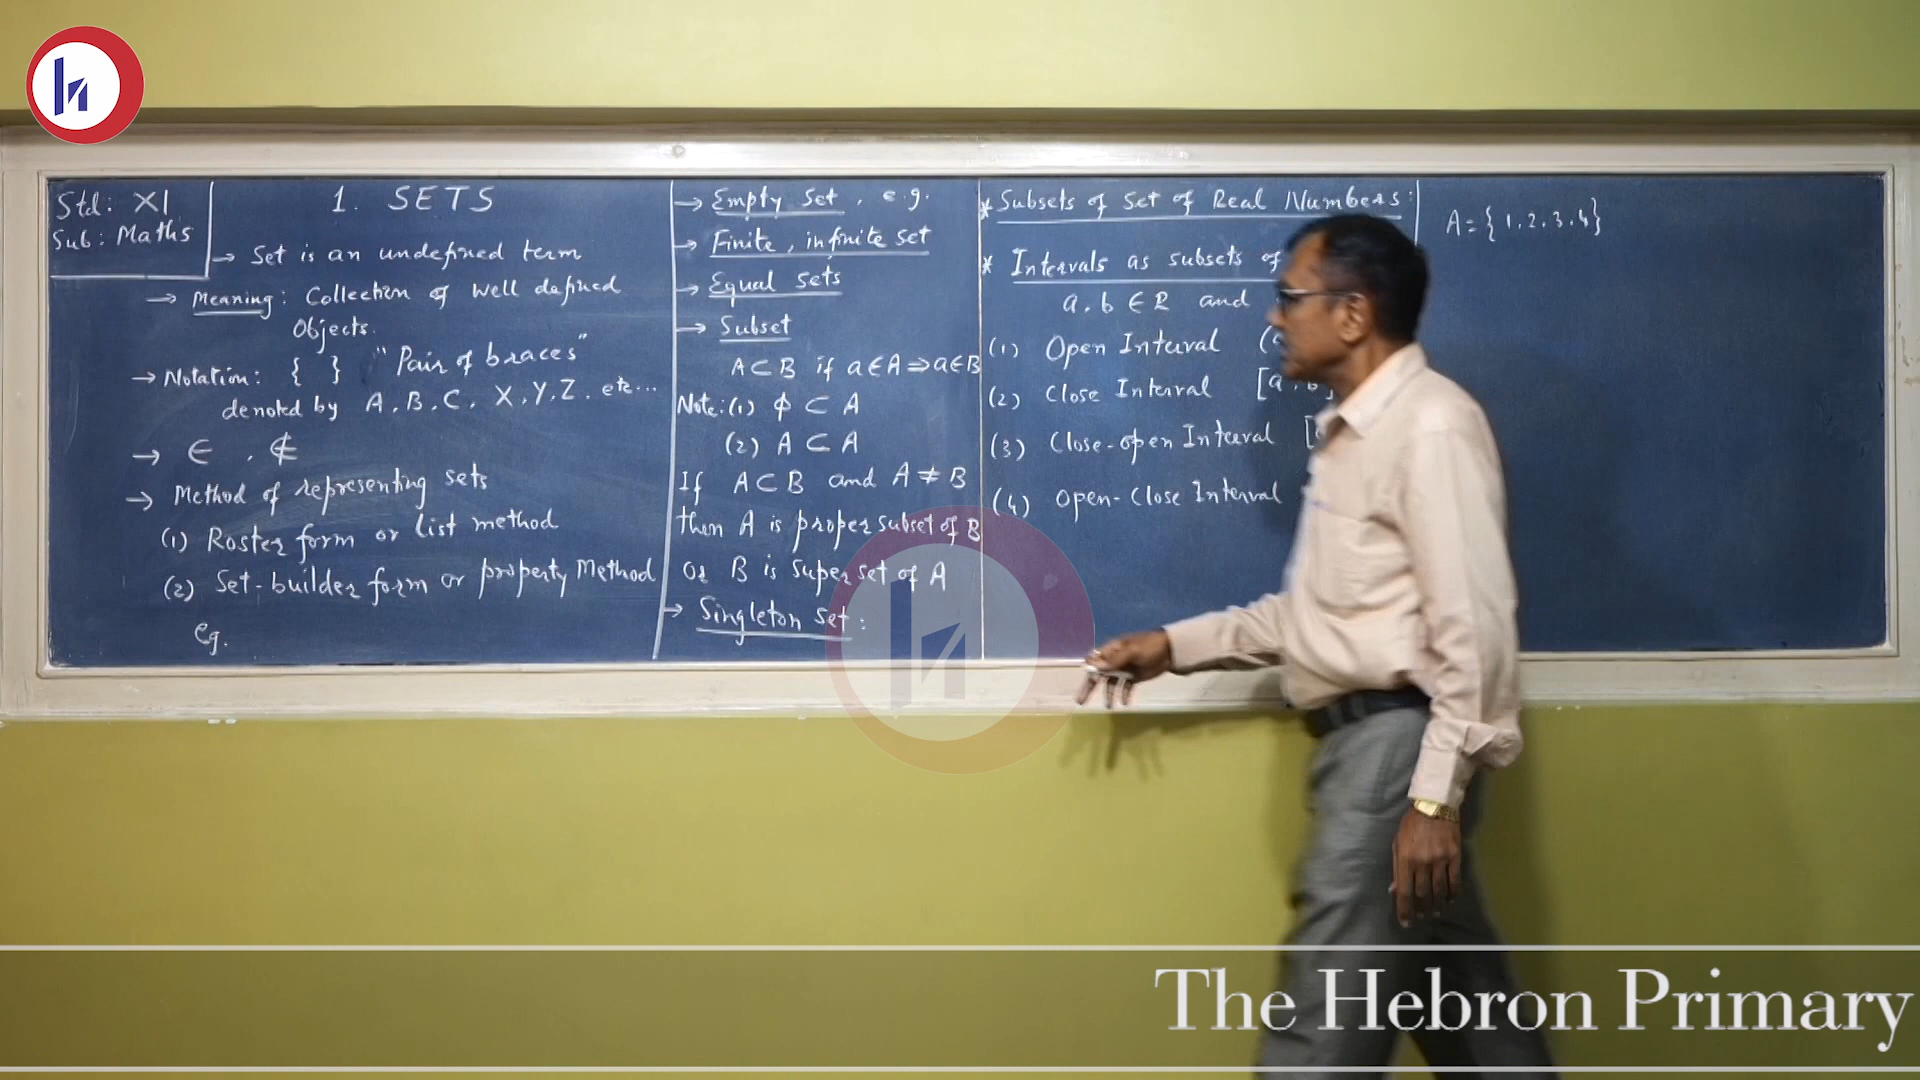 Std: XI
Sub: Maths
1. SETS
→ Set is an undefined term
→ Meaning: Collection of well defined
Objects.
→ Notation: { } "Pair of braces"
denoted by A, B, C, X, Y, Z, etc...
→ ∈ , ∉
→ Method of representing sets
(1) Roster form or list method
(2) Set-builder form or property Method
eg.
→ Empty set, e.g.
→ Finite, infinite set
→ Equal sets
→ Subset
A⊂B if a∈A⇒a∈B
Note: (1) ϕ ⊂ A
(2) A ⊂ A
If A⊂B and A≠B
then A is proper subset of B
or B is super set of A
→ Singleton set:
* Subsets of Set of Real Numbers:
* Intervals as subsets of
a, b ∈ R and
(1) Open Interval (
(2) Close Interval [a, b]
(3) Close-open Interval [
(4) Open-Close Interval
A = { 1, 2, 3, 4 }
The Hebron Primary